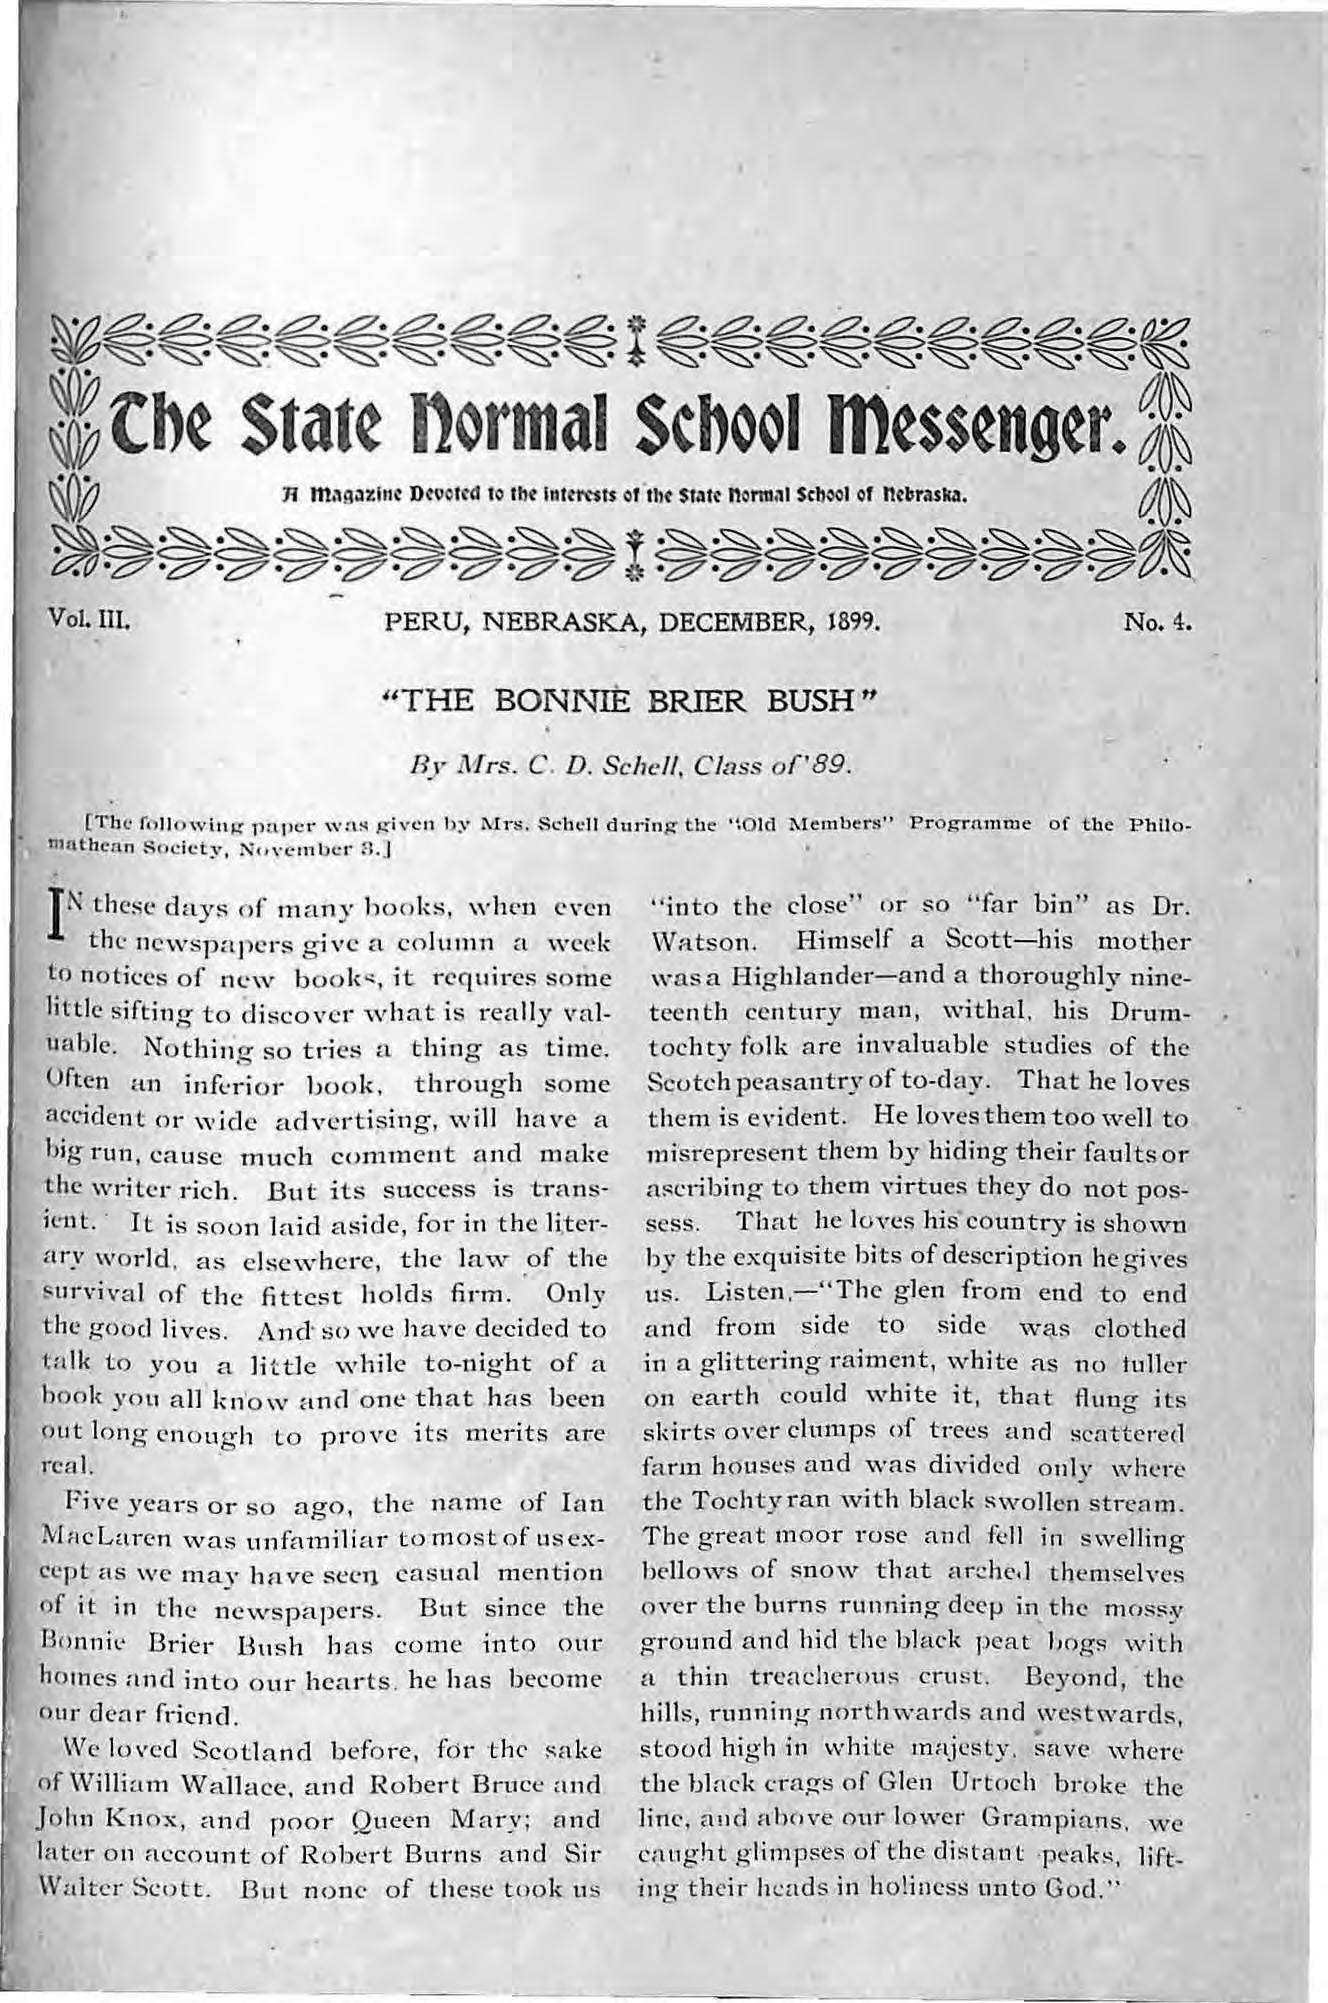 The State Normal School Messenger.
A Magazine Devoted to the interests of the State Normal School of Nebraska.
Vol. III.
PERU, NEBRASKA, DECEMBER, 1899.
No. 4.
"THE BONNIE BRIER BUSH"
By Mrs. C. D. Schell, Class of '89.
[The following paper was given by Mrs. Schell during the "Old Members" Programme of the Philo-
mathean Society, November 3.]
IN these days of many books, when even
the newspapers give a column a week
to notices of new books, it requires some
little sifting to discover what is really val-
uable. Nothing so tries a thing as time.
Often an inferior book, through some
accident or wide advertising, will have a
big run, cause much comment and make
the writer rich. But its success is trans-
ient. It is soon laid aside, for in the liter-
ary world, as elsewhere, the law of the
survival of the fittest holds firm. Only
the good lives. And so we have decided to
talk to you a little while to-night of a
book you all know and one that has been
out long enough to prove its merits are
real.
Five years or so ago, the name of Ian
MacLaren was unfamiliar to most of us ex-
cept as we may have seen casual mention
of it in the newspapers. But since the
Bonnie Brier Bush has come into our
homes and into our hearts. he has become
our dear friend.
We loved Scotland before, for the sake
of William Wallace, and Robert Bruce and
John Knox, and poor Queen Mary; and
later on account of Robert Burns and Sir
Walter Scott. But none of these took us
"into the close" or so "far bin" as Dr.
Watson. Himself a Scott—his mother
was a Highlander—and a thoroughly nine-
teenth century man, withal, his Drum-
tochty folk are invaluable studies of the
Scotch peasantry of to-day. That he loves
them is evident. He loves them too well to
misrepresent them by hiding their faults or
ascribing to them virtues they do not pos-
sess. That he loves his country is shown
by the exquisite bits of description he gives
us. Listen,—"The glen from end to end
and from side to side was clothed
in a glittering raiment, white as no fuller
on earth could white it, that flung its
skirts over clumps of trees and scattered
farm houses and was divided only where
the Tochty ran with black swollen stream.
The great moor rose and fell in swelling
bellows of snow that arched themselves
over the burns running deep in the mossy
ground and hid the black peat bogs with
a thin treacherous crust. Beyond, the
hills, running northwards and westwards,
stood high in white majesty, save where
the black crags of Glen Urtoch broke the
line, and above our lower Grampians, we
caught glimpses of the distant peaks, lift-
ing their heads in holiness unto God."